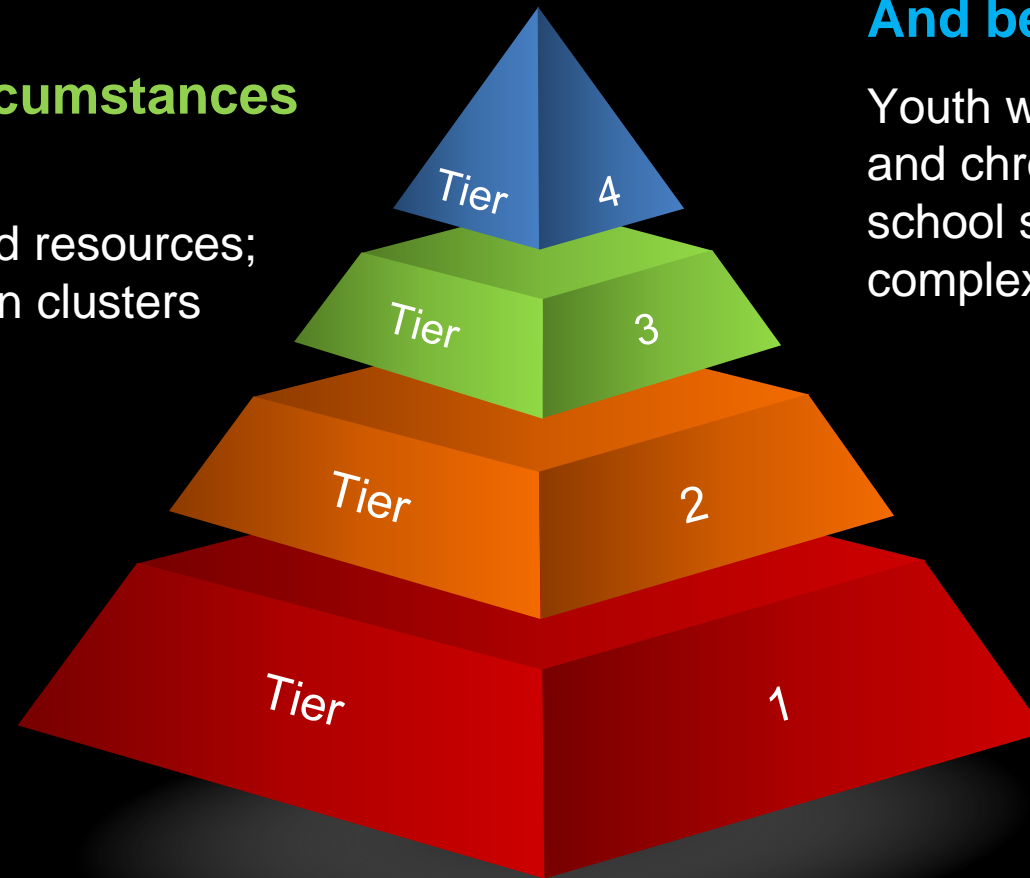 cumstances
d resources;
n clusters
And be
Youth w
and chr
school s
complex
Tier 4
Tier 3
Tier 2
Tier 1